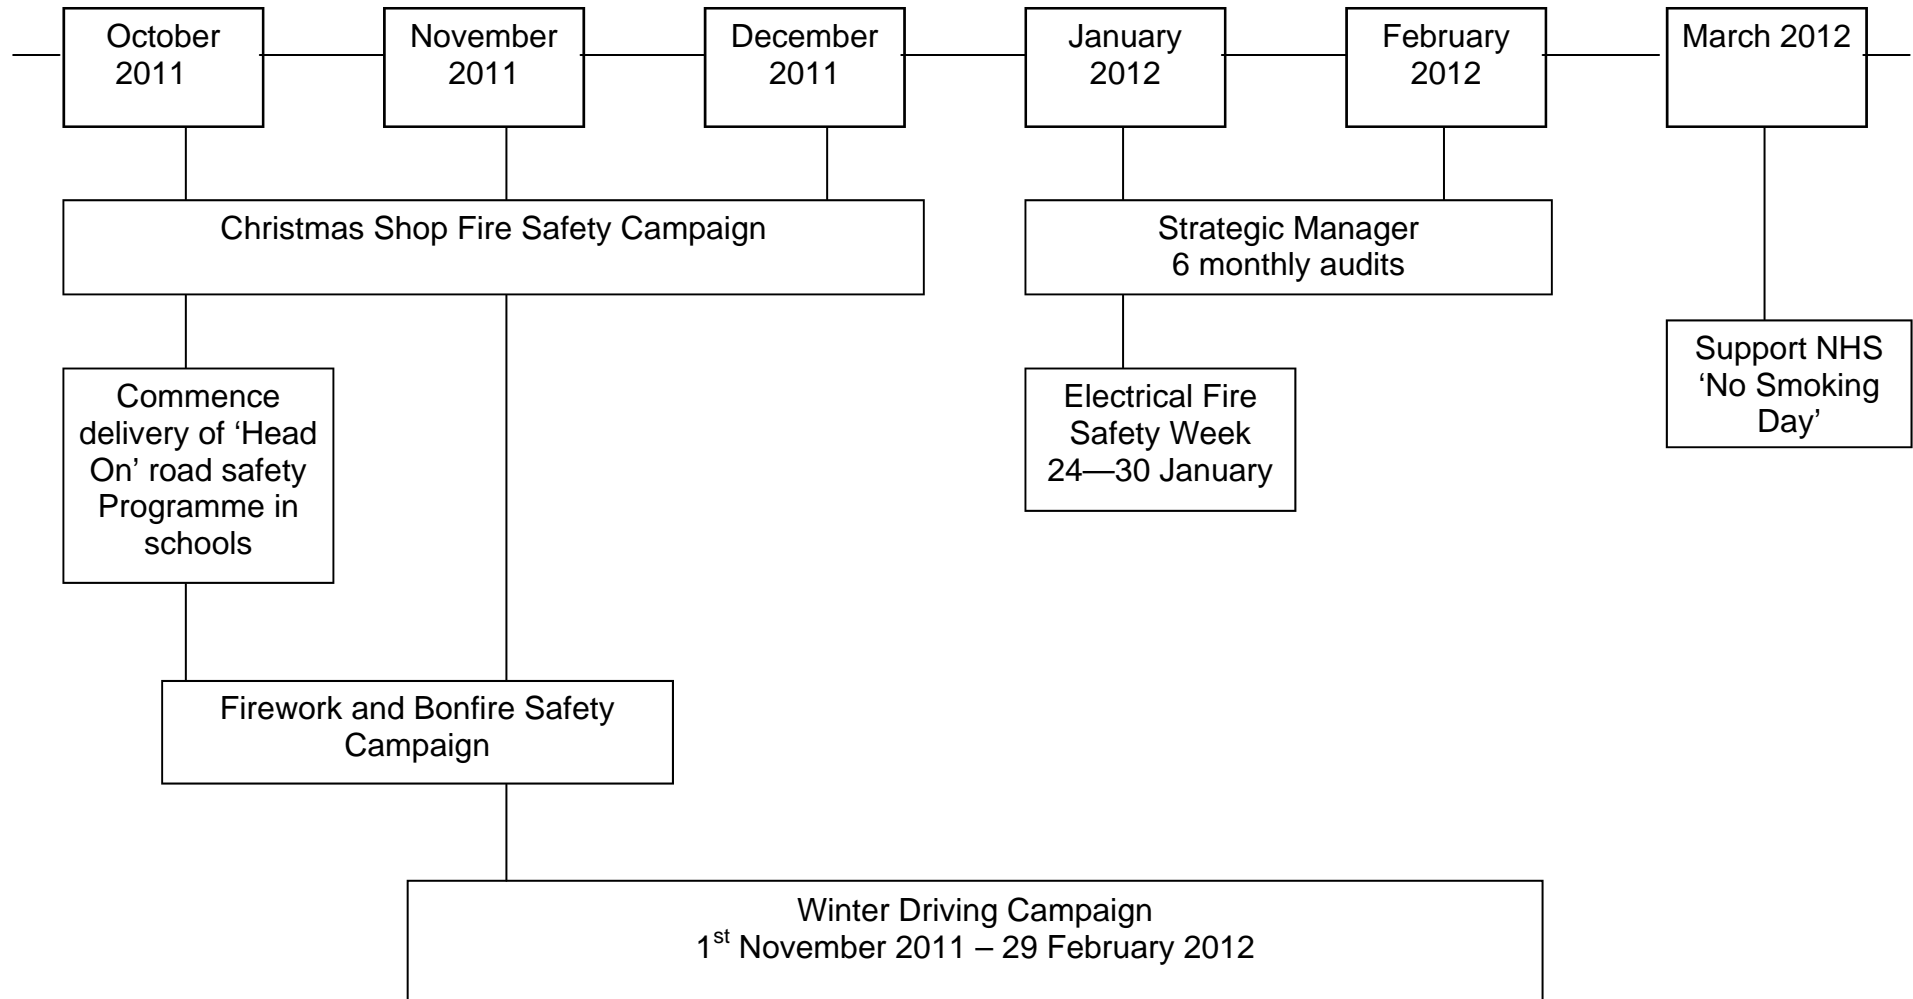 October
2011
November
2011
December
2011
January
2012
February
2012
March 2012
Christmas Shop Fire Safety Campaign
Strategic Manager
6 monthly audits
Commence
delivery of ‘Head
On’ road safety
Programme in
schools
Electrical Fire
Safety Week
24—30 January
Support NHS
‘No Smoking
Day’
Firework and Bonfire Safety
Campaign
Winter Driving Campaign
1st November 2011 – 29 February 2012